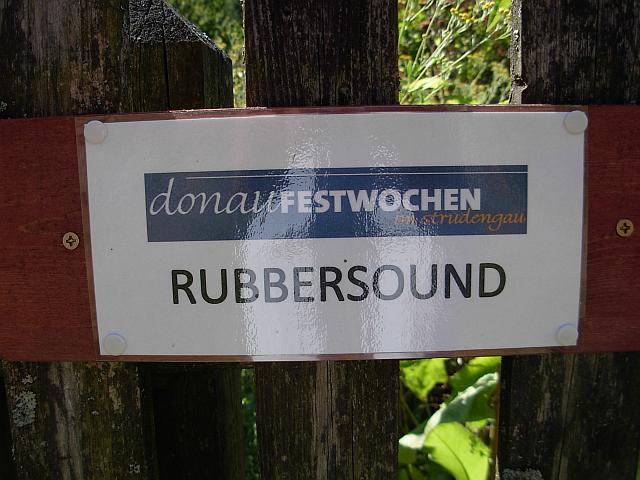 donauFESTWOCHEN
im strudengau
RUBBERSOUND